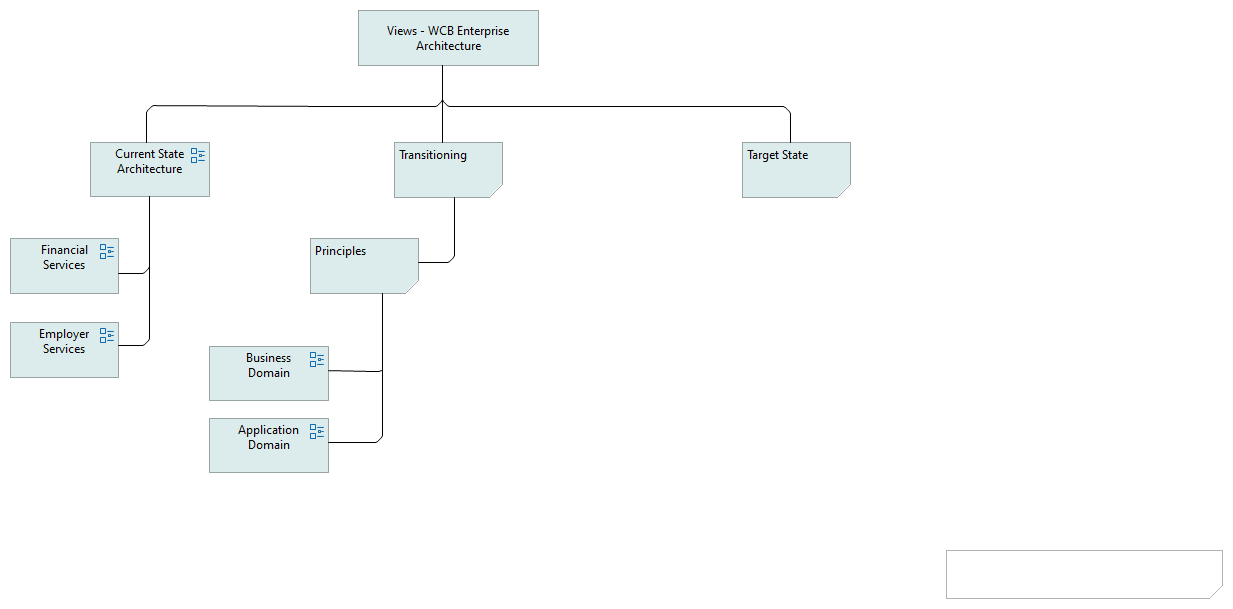 Views - WCB Enterprise
Architecture
Current State
Architecture
Transitioning
Target State
Financial
Services
Principles
Employer
Services
Business
Domain
Application
Domain